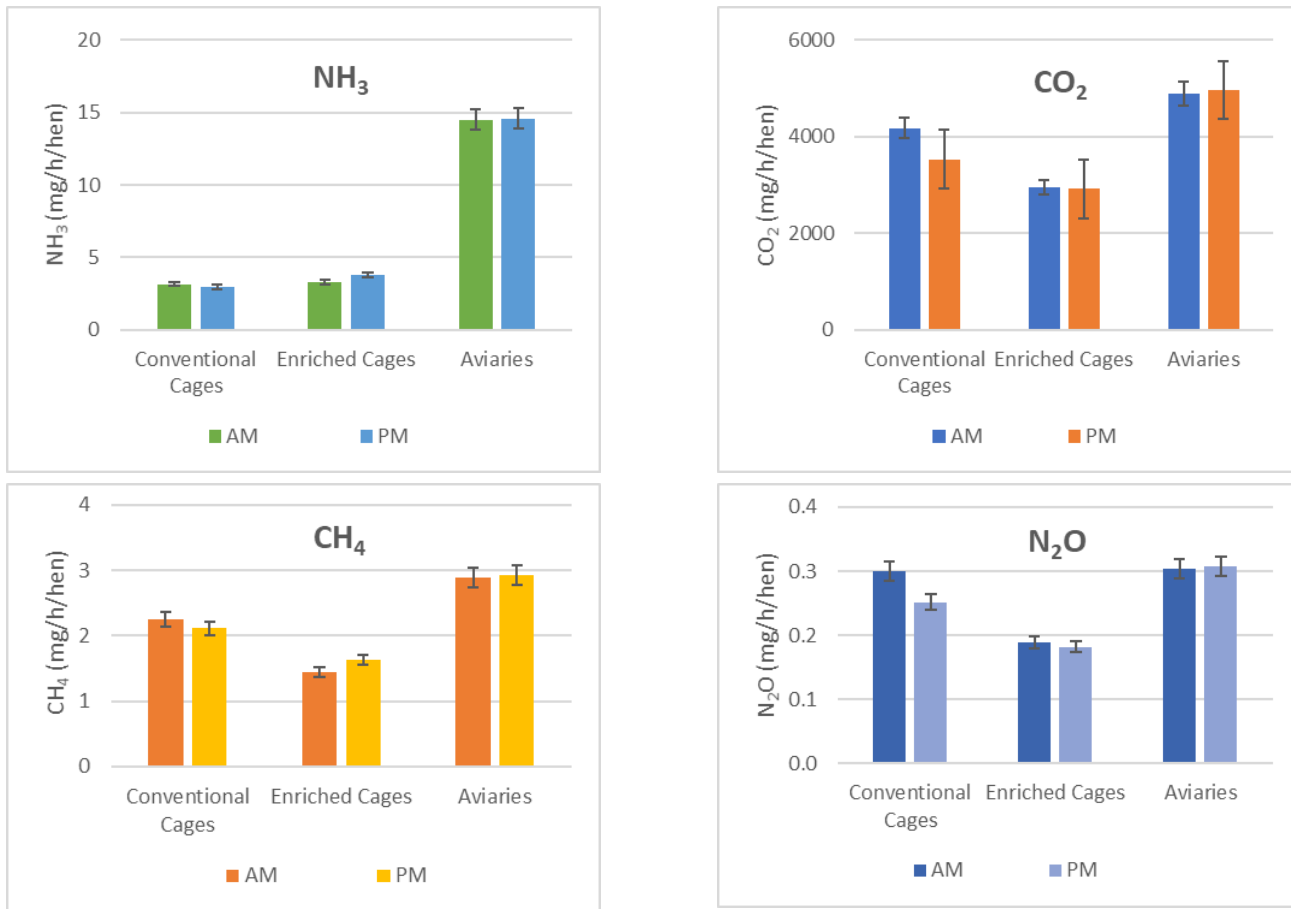 NH₃
NH₃ (mg/h/hen)
20
15
10
5
0
Conventional Cages
Enriched Cages
Aviaries
AM
PM
CO₂
CO₂ (mg/h/hen)
6000
4000
2000
0
Conventional Cages
Enriched Cages
Aviaries
AM
PM
CH₄
CH₄ (mg/h/hen)
4
3
2
1
0
Conventional Cages
Enriched Cages
Aviaries
AM
PM
N₂O
N₂O (mg/h/hen)
0.4
0.3
0.2
0.1
0.0
Conventional Cages
Enriched Cages
Aviaries
AM
PM